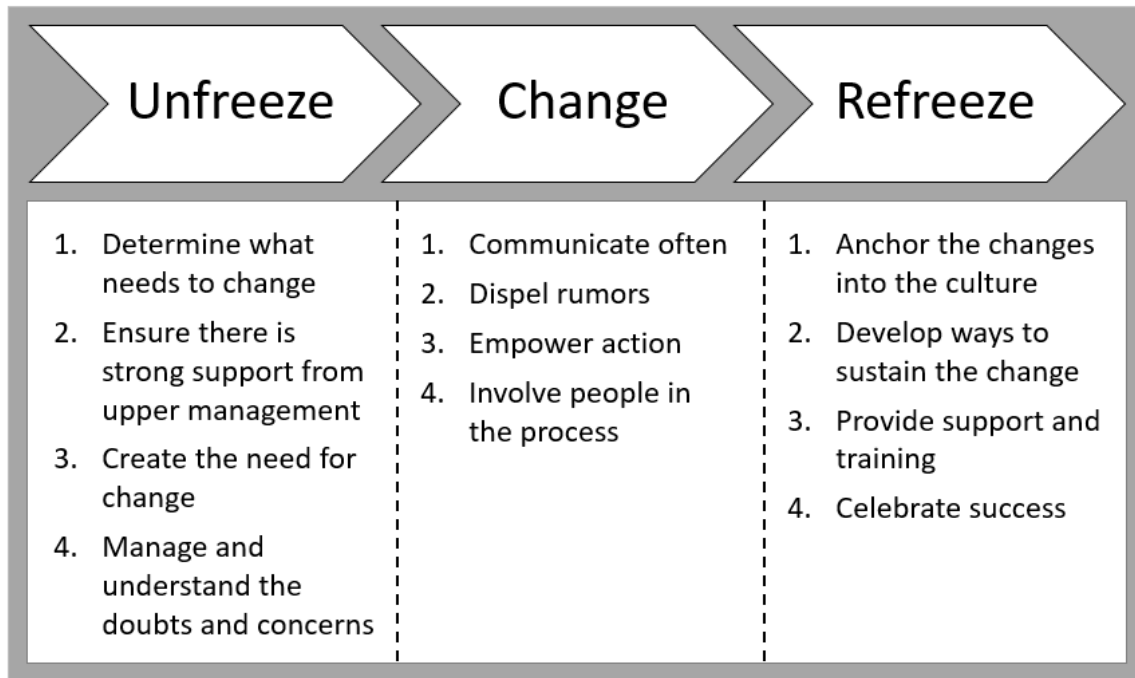 Unfreeze
Change
Refreeze
1. Determine what
needs to change
2. Ensure there is
strong support from
upper management
3. Create the need for
change
4. Manage and
understand the
doubts and concerns
1. Communicate often
2. Dispel rumors
3. Empower action
4. Involve people in
the process
1. Anchor the changes
into the culture
2. Develop ways to
sustain the change
3. Provide support and
training
4. Celebrate success